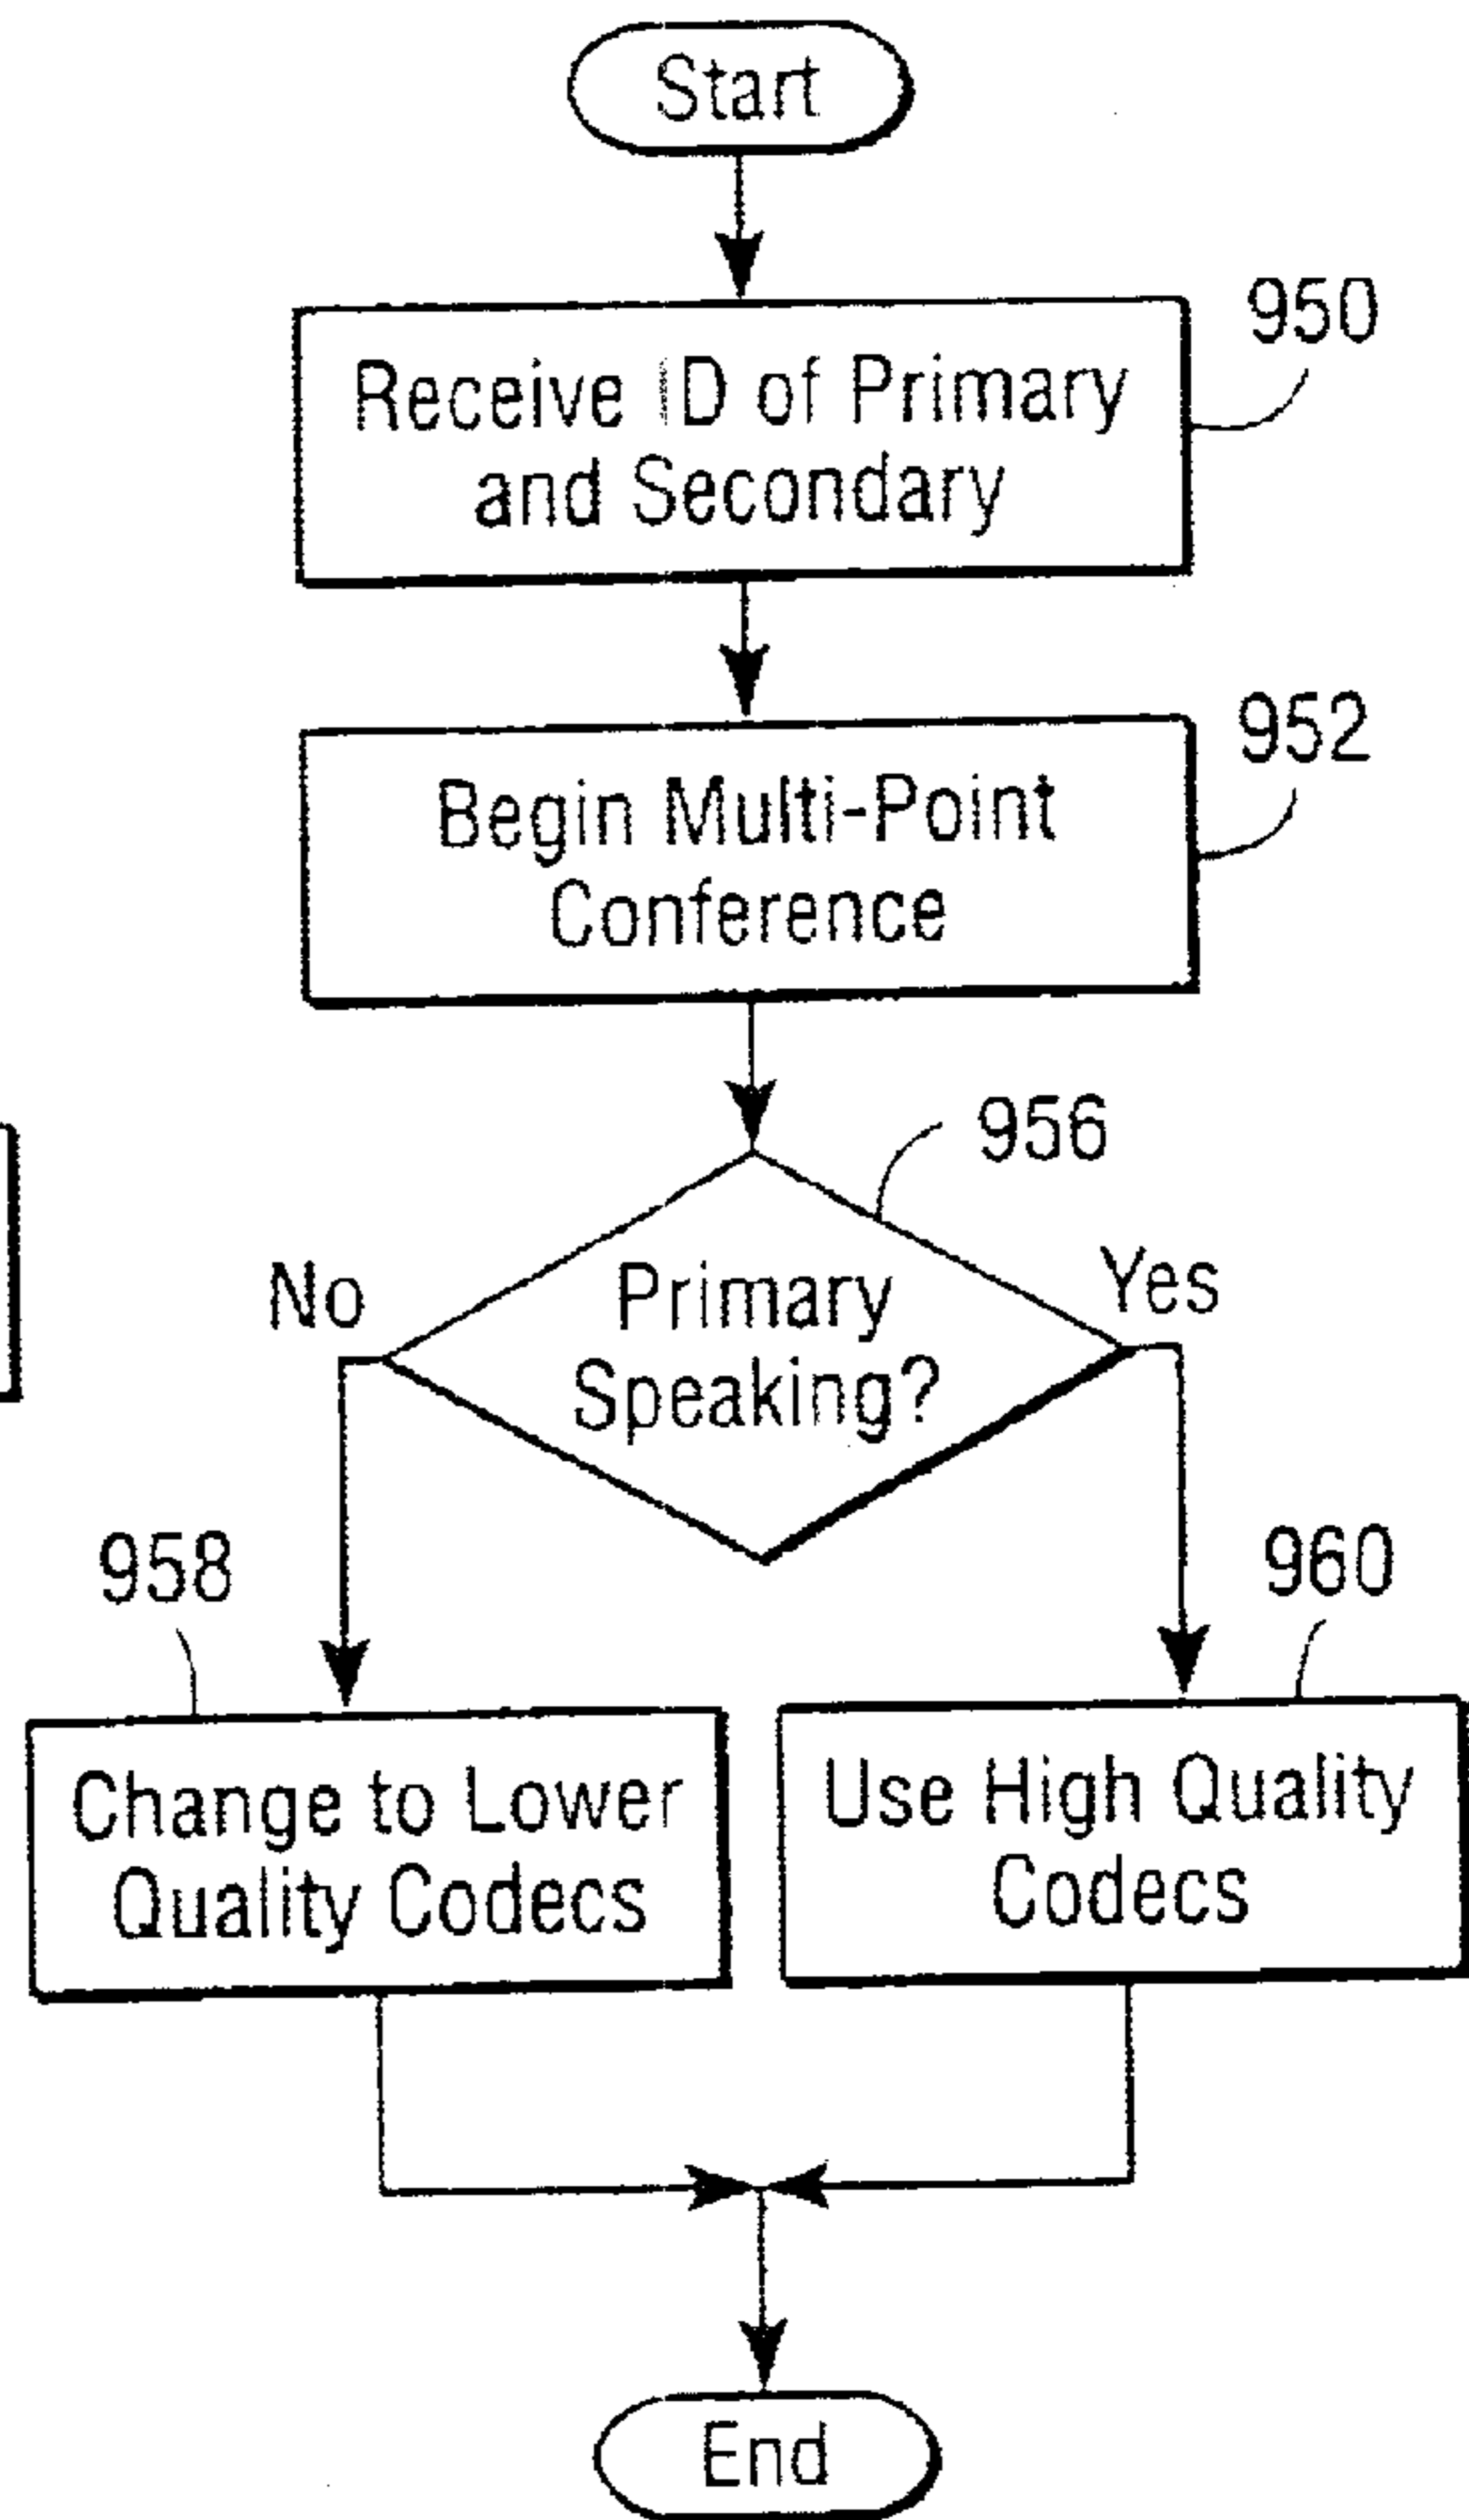 Start
950
Receive ID of Primary
and Secondary
952
Begin Multi-Point
Conference
956
No
Yes
Primary
Speaking?
958
960
Change to Lower
Quality Codecs
Use High Quality
Codecs
End